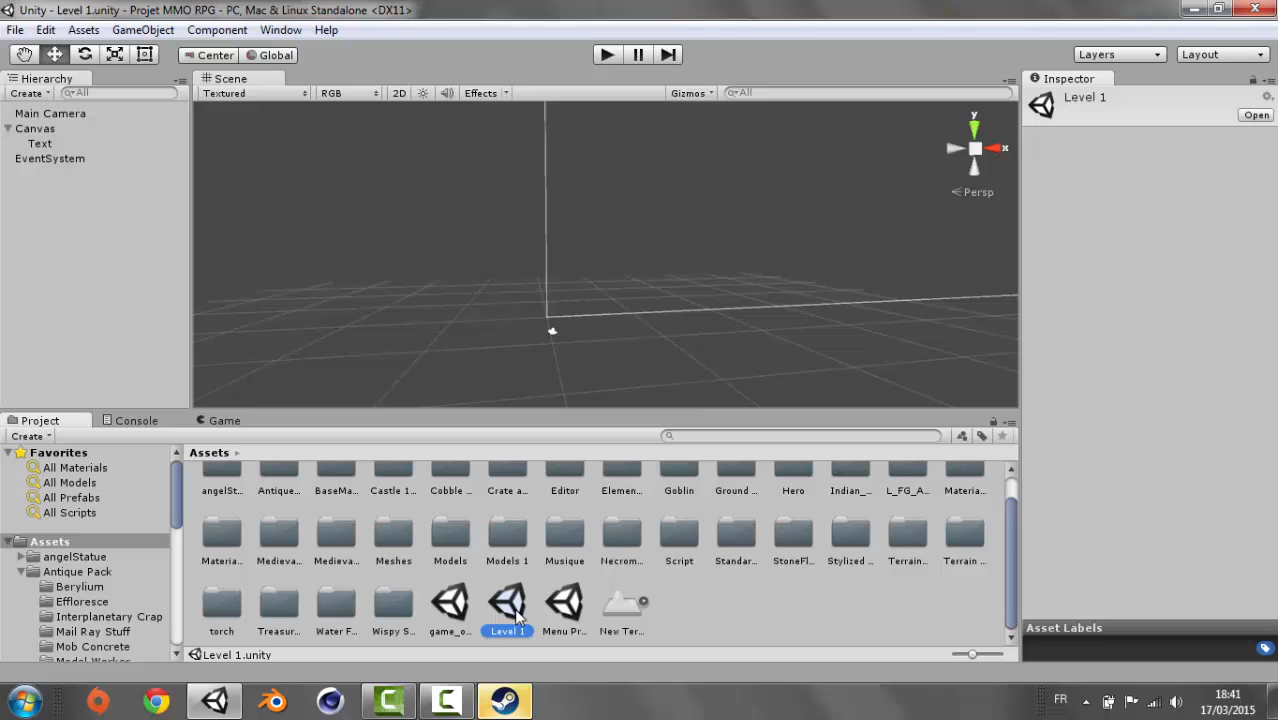 Unity - Level 1.unity - Projet MMO RPG - PC, Mac & Linux Standalone <DX11>
File Edit Assets GameObject Component Window Help
Center Global Layers Layout
Hierarchy Scene Inspector
Create All Textured RGB 2D Effects Gizmos All
Level 1
Open
Main Camera
Canvas
Text
EventSystem
y
x
Persp
Project Console Game
Create
Favorites
All Materials
All Models
All Prefabs
All Scripts
Assets
angelStatue
Antique Pack
Berylium
Effloresce
Interplanetary Crap
Mail Ray Stuff
Mob Concrete
Model Worker
Assets
angelSt... Antique... BaseMa... Castle 1... Cobble ... Crate a... Editor Elemen... Goblin Ground ... Hero Indian_... L_FG_A... Materia...
Materia... Medieva... Medieva... Meshes Models Models 1 Musique Necrom... Script Standar... StoneFl... Stylized ... Terrain... Terrain ...
torch Treasur... Water F... Wispy S... game_o... Level 1 Menu Pr... New Ter...
Level 1.unity
Asset Labels
FR
18:41
17/03/2015